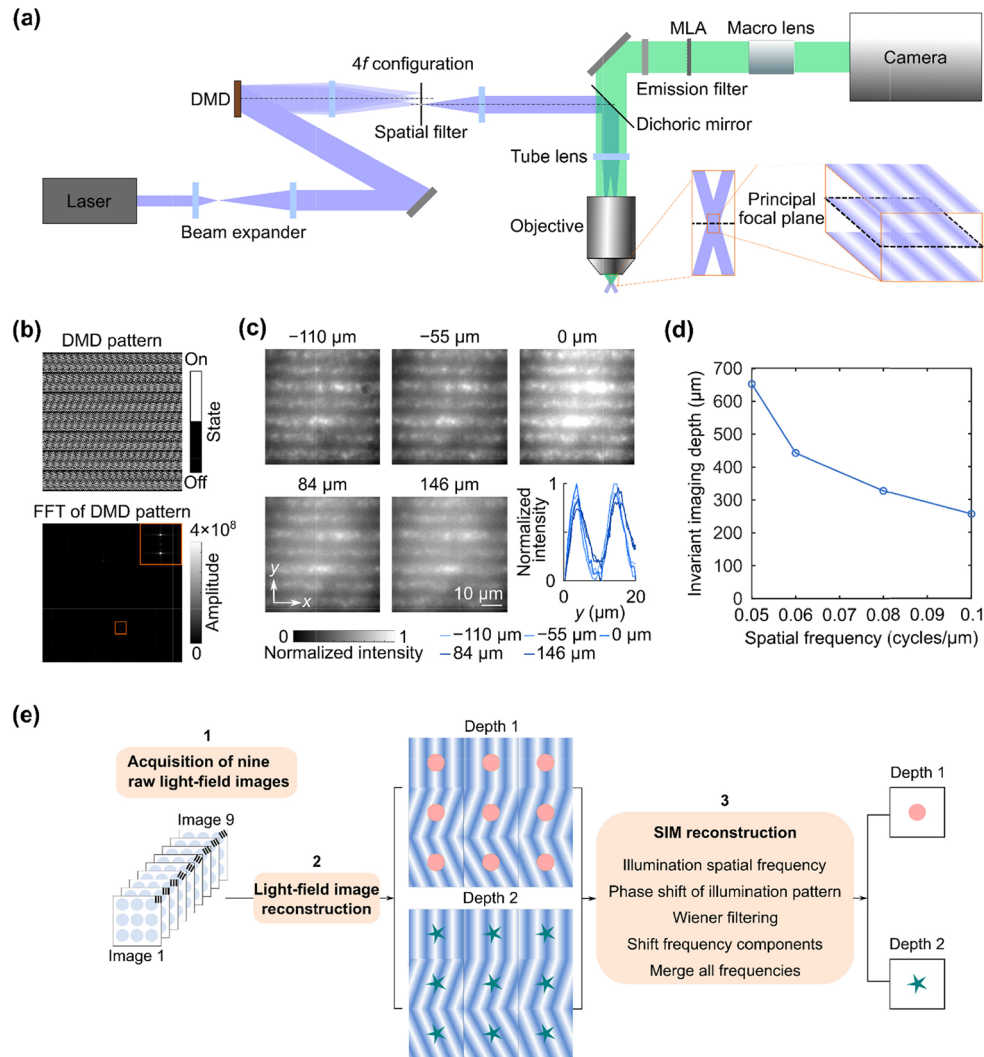 (a)
MLA
Macro lens
Camera
4f configuration
DMD
Emission filter
Spatial filter
Dichoric mirror
Tube lens
Laser
Principal
focal plane
Beam expander
Objective
(b)
DMD pattern
On
State
Off
FFT of DMD pattern
4×10⁸
Amplitude
0
(c)
−110 µm
−55 µm
0 µm
84 µm
146 µm
y
x
10 µm
Normalized
intensity
1
0
0
10
20
y (µm)
0
1
Normalized intensity
−110 µm
−55 µm
0 µm
84 µm
146 µm
(d)
Invariant imaging depth (µm)
700
600
500
400
300
200
100
0
0.05
0.06
0.07
0.08
0.09
0.1
Spatial frequency (cycles/µm)
(e)
1
Acquisition of nine
raw light-field images
Image 9
Image 1
2
Light-field image
reconstruction
Depth 1
Depth 2
3
SIM reconstruction
Illumination spatial frequency
Phase shift of illumination pattern
Wiener filtering
Shift frequency components
Merge all frequencies
Depth 1
Depth 2